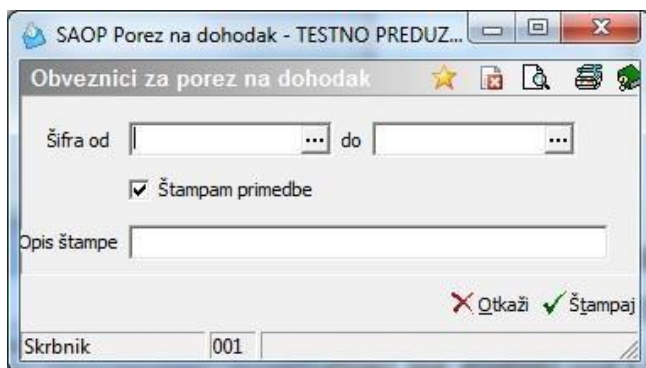 SAOP Porez na dohodak - TESTNO PREDUZ...
Obveznici za porez na dohodak
Šifra od ... do ...
Štampam primedbe
Opis štampe
Otkaži Štampaj
Skrbnik 001